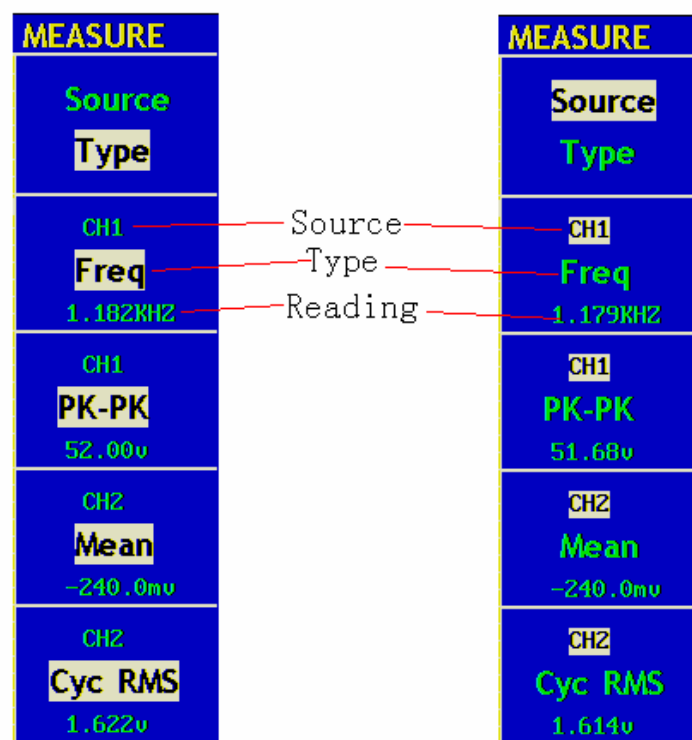 MEASURE
Source
Type
CH1
Freq
1.182KHZ
CH1
PK-PK
52.00v
CH2
Mean
-240.0mv
CH2
Cyc RMS
1.622v
Source
Type
Reading
MEASURE
Source
Type
CH1
Freq
1.179KHZ
CH1
PK-PK
51.68v
CH2
Mean
-240.0mv
CH2
Cyc RMS
1.614v